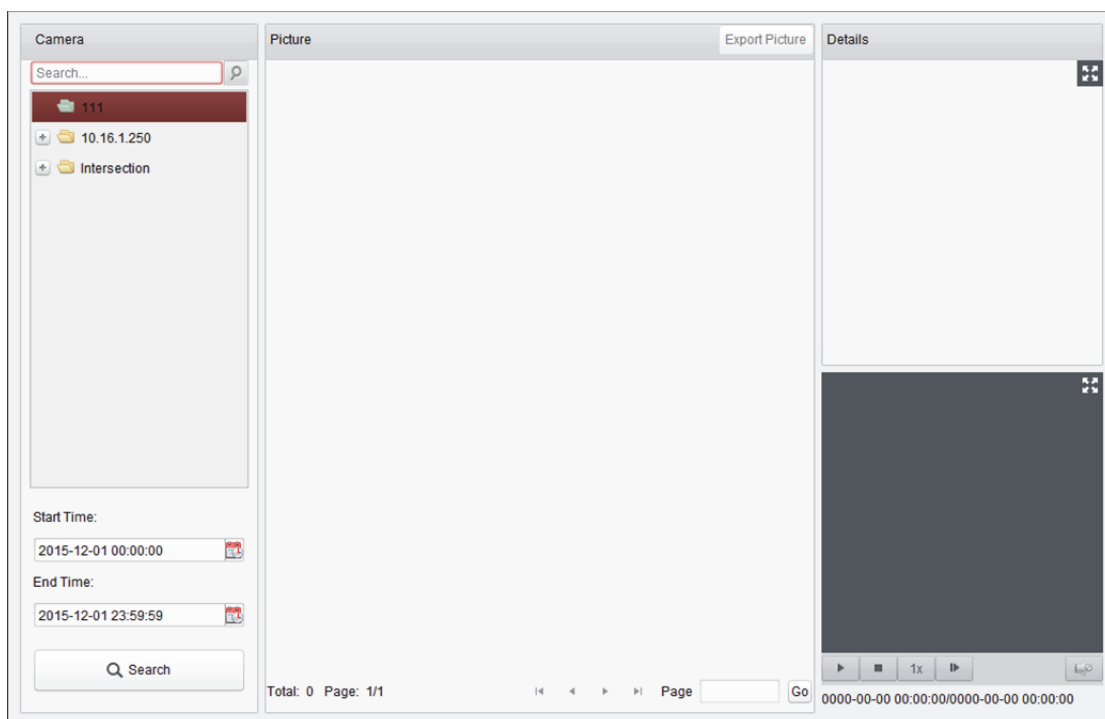 Camera
Search...
111
10.16.1.250
Intersection
Start Time:
2015-12-01 00:00:00
End Time:
2015-12-01 23:59:59
Search
Picture
Export Picture
Total: 0 Page: 1/1
Page
Go
Details
1x
0000-00-00 00:00:00/0000-00-00 00:00:00